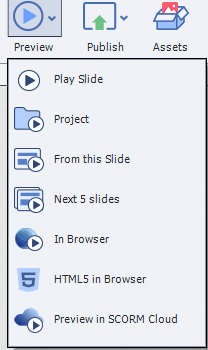 Preview Publish Assets
Play Slide
Project
From this Slide
Next 5 slides
In Browser
5 HTML5 in Browser
Preview in SCORM Cloud